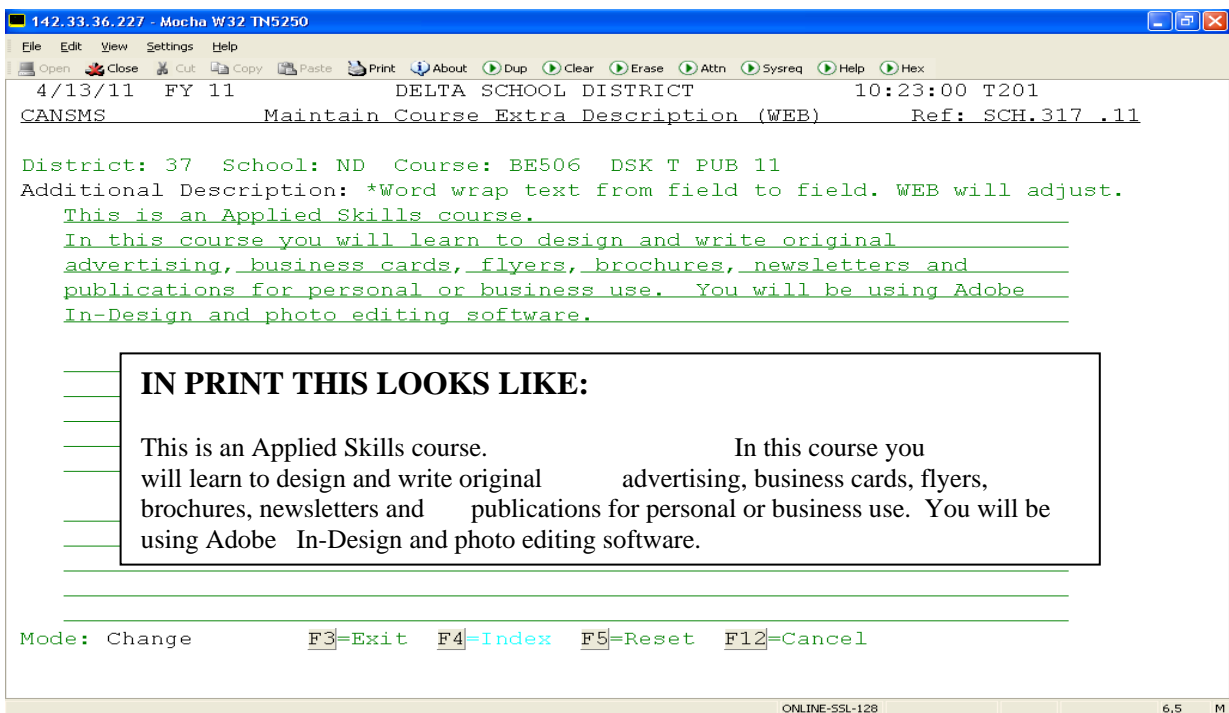 142.33.36.227 - Mocha W32 TN5250
File Edit View Settings Help
Open Close Cut Copy Paste Print About Dup Clear Erase Attn Sysreq Help Hex
4/13/11 FY 11 DELTA SCHOOL DISTRICT 10:23:00 T201
CANSMS Maintain Course Extra Description (WEB) Ref: SCH.317 .11
District: 37 School: ND Course: BE506 DSK T PUB 11
Additional Description: *Word wrap text from field to field. WEB will adjust.
This is an Applied Skills course.
In this course you will learn to design and write original
advertising, business cards, flyers, brochures, newsletters and
publications for personal or business use. You will be using Adobe
In-Design and photo editing software.
IN PRINT THIS LOOKS LIKE:
This is an Applied Skills course. In this course you
will learn to design and write original advertising, business cards, flyers,
brochures, newsletters and publications for personal or business use. You will be
using Adobe In-Design and photo editing software.
Mode: Change F3=Exit F4=Index F5=Reset F12=Cancel
ONLINE-SSL-128 6,5 M